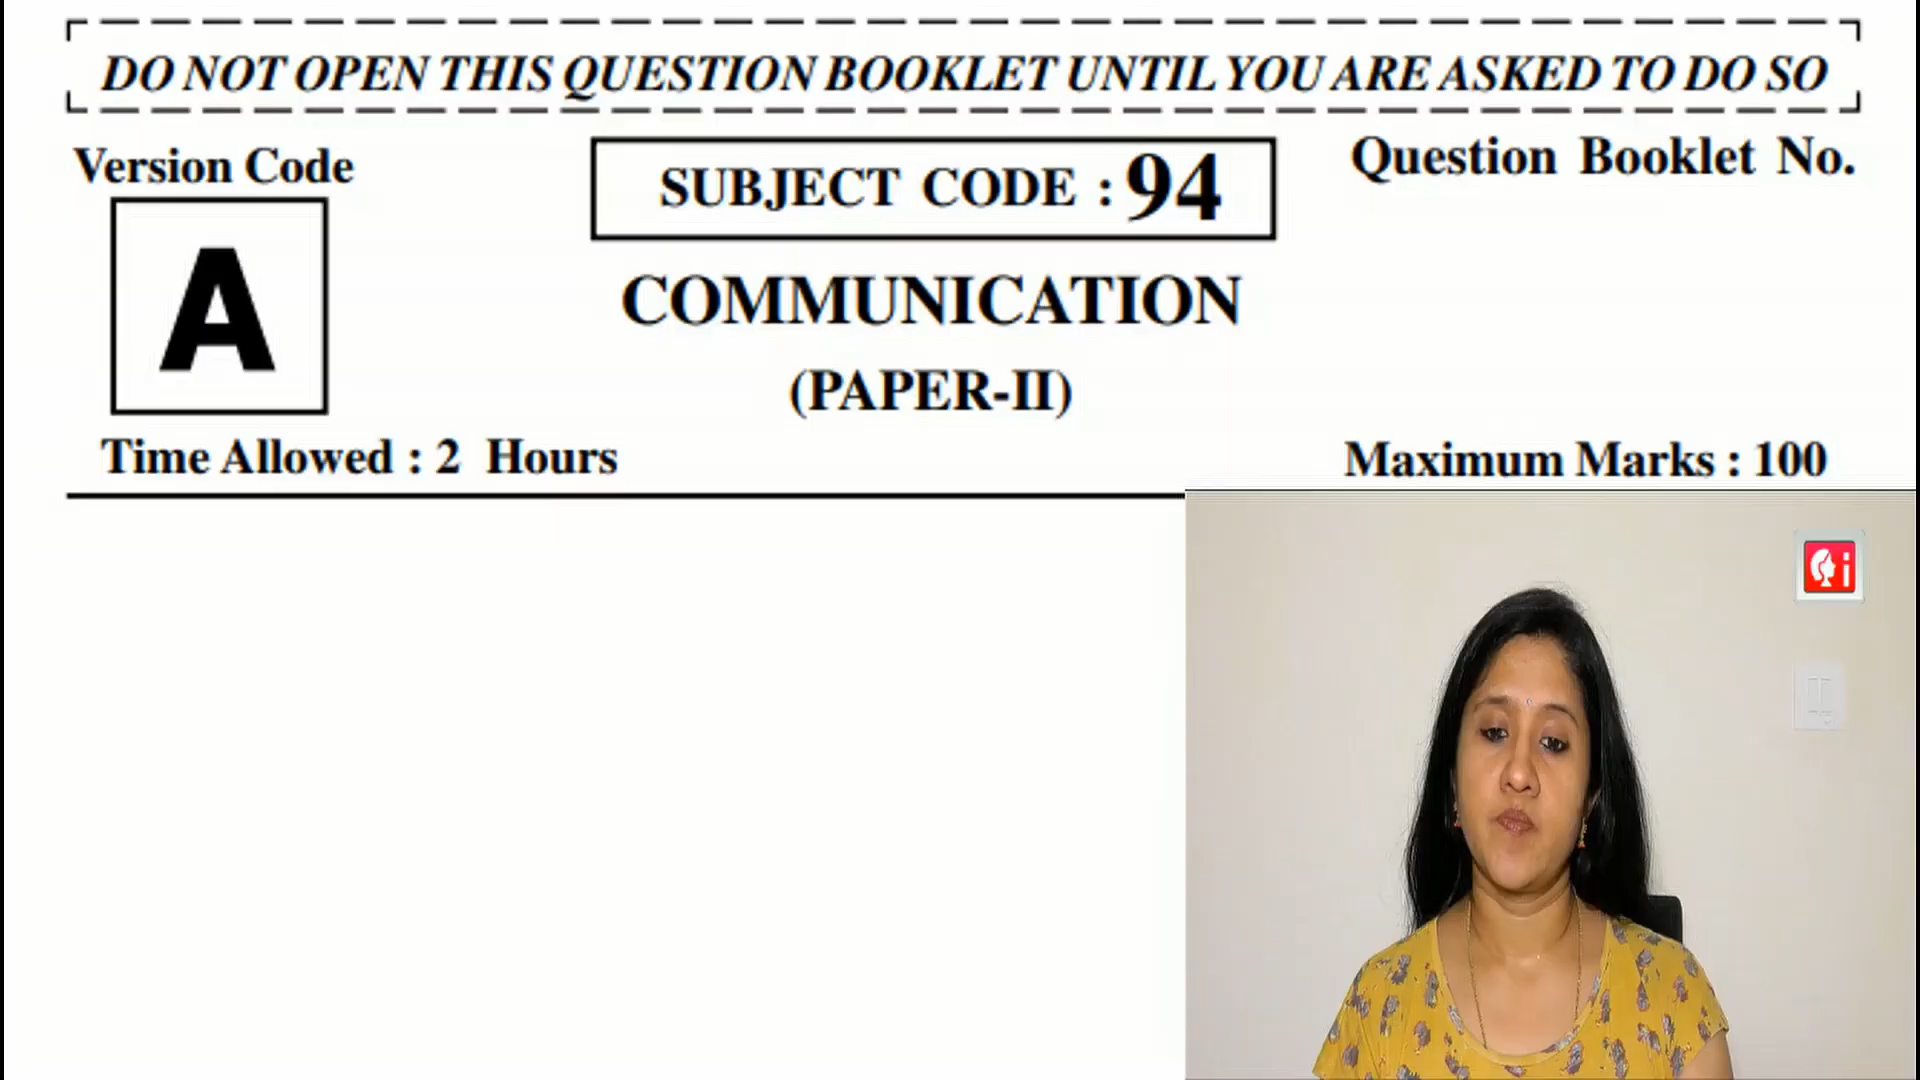 DO NOT OPEN THIS QUESTION BOOKLET UNTIL YOU ARE ASKED TO DO SO
Version Code
SUBJECT CODE : 94
Question Booklet No.
A
COMMUNICATION
(PAPER-II)
Time Allowed : 2 Hours
Maximum Marks : 100
i